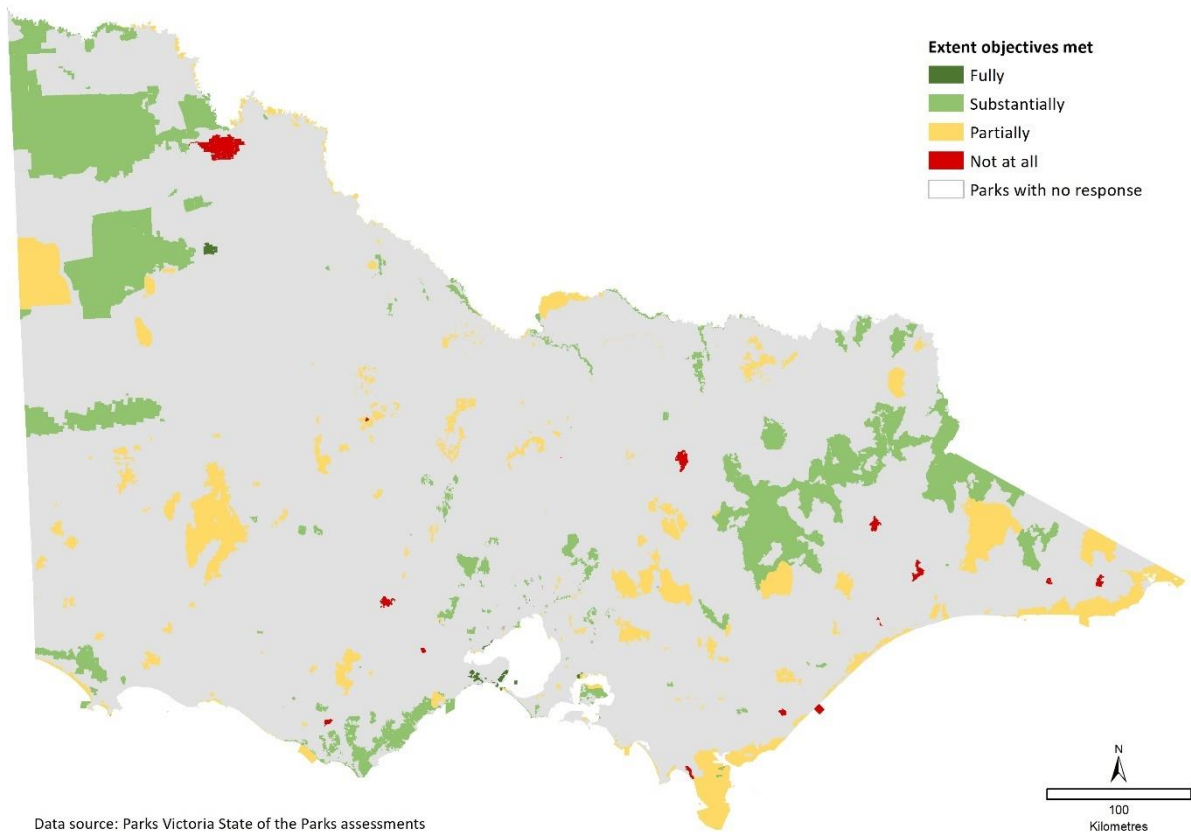 Extent objectives met
Fully
Substantially
Partially
Not at all
Parks with no response
N
100
Kilometres
Data source: Parks Victoria State of the Parks assessments